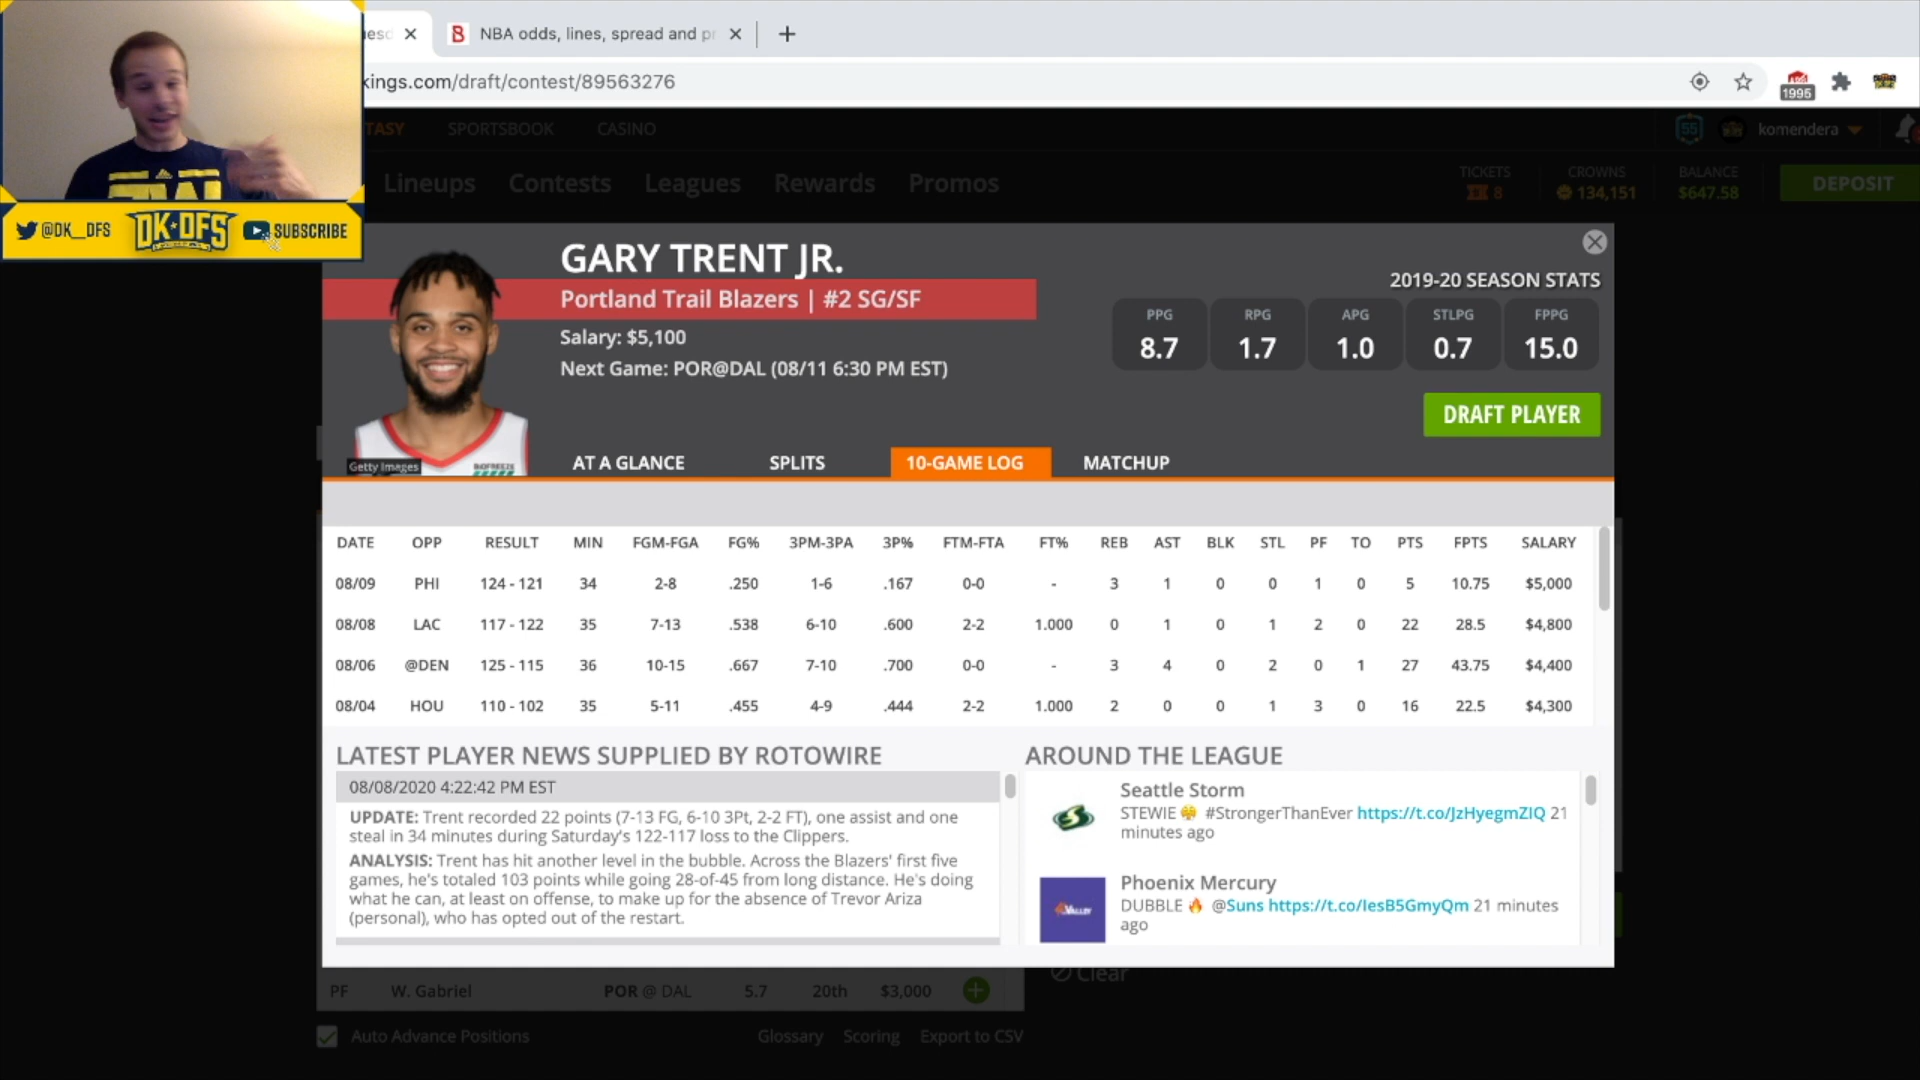 NBA odds, lines, spread and pr
kings.com/draft/contest/89563276
1995
TASY SPORTSBOOK CASINO
55 komendera
Lineups Contests Leagues Rewards Promos
TICKETS 8
CROWNS 134,151
BALANCE $647.58
DEPOSIT
@DK__DFS DK★DFS SUBSCRIBE
GARY TRENT JR.
Portland Trail Blazers | #2 SG/SF
Salary: $5,100
Next Game: POR@DAL (08/11 6:30 PM EST)
2019-20 SEASON STATS
PPG RPG APG STLPG FPPG
8.7 1.7 1.0 0.7 15.0
DRAFT PLAYER
Getty Images BIOFREEZE
AT A GLANCE SPLITS 10-GAME LOG MATCHUP
DATE OPP RESULT MIN FGM-FGA FG% 3PM-3PA 3P% FTM-FTA FT% REB AST BLK STL PF TO PTS FPTS SALARY
08/09 PHI 124 - 121 34 2-8 .250 1-6 .167 0-0 - 3 1 0 0 1 0 5 10.75 $5,000
08/08 LAC 117 - 122 35 7-13 .538 6-10 .600 2-2 1.000 0 1 0 1 2 0 22 28.5 $4,800
08/06 @DEN 125 - 115 36 10-15 .667 7-10 .700 0-0 - 3 4 0 2 0 1 27 43.75 $4,400
08/04 HOU 110 - 102 35 5-11 .455 4-9 .444 2-2 1.000 2 0 0 1 3 0 16 22.5 $4,300
LATEST PLAYER NEWS SUPPLIED BY ROTOWIRE
08/08/2020 4:22:42 PM EST
UPDATE: Trent recorded 22 points (7-13 FG, 6-10 3Pt, 2-2 FT), one assist and one
steal in 34 minutes during Saturday's 122-117 loss to the Clippers.
ANALYSIS: Trent has hit another level in the bubble. Across the Blazers' first five
games, he's totaled 103 points while going 28-of-45 from long distance. He's doing
what he can, at least on offense, to make up for the absence of Trevor Ariza
(personal), who has opted out of the restart.
AROUND THE LEAGUE
Seattle Storm
STEWIE #StrongerThanEver https://t.co/JzHyegmZIQ 21
minutes ago
Phoenix Mercury
DUBBLE 🔥 @Suns https://t.co/IesB5GmyQm 21 minutes
ago
VALLEY
Clear
PF W. Gabriel POR @ DAL 5.7 20th $3,000
Auto Advance Positions
Glossary Scoring Export to CSV